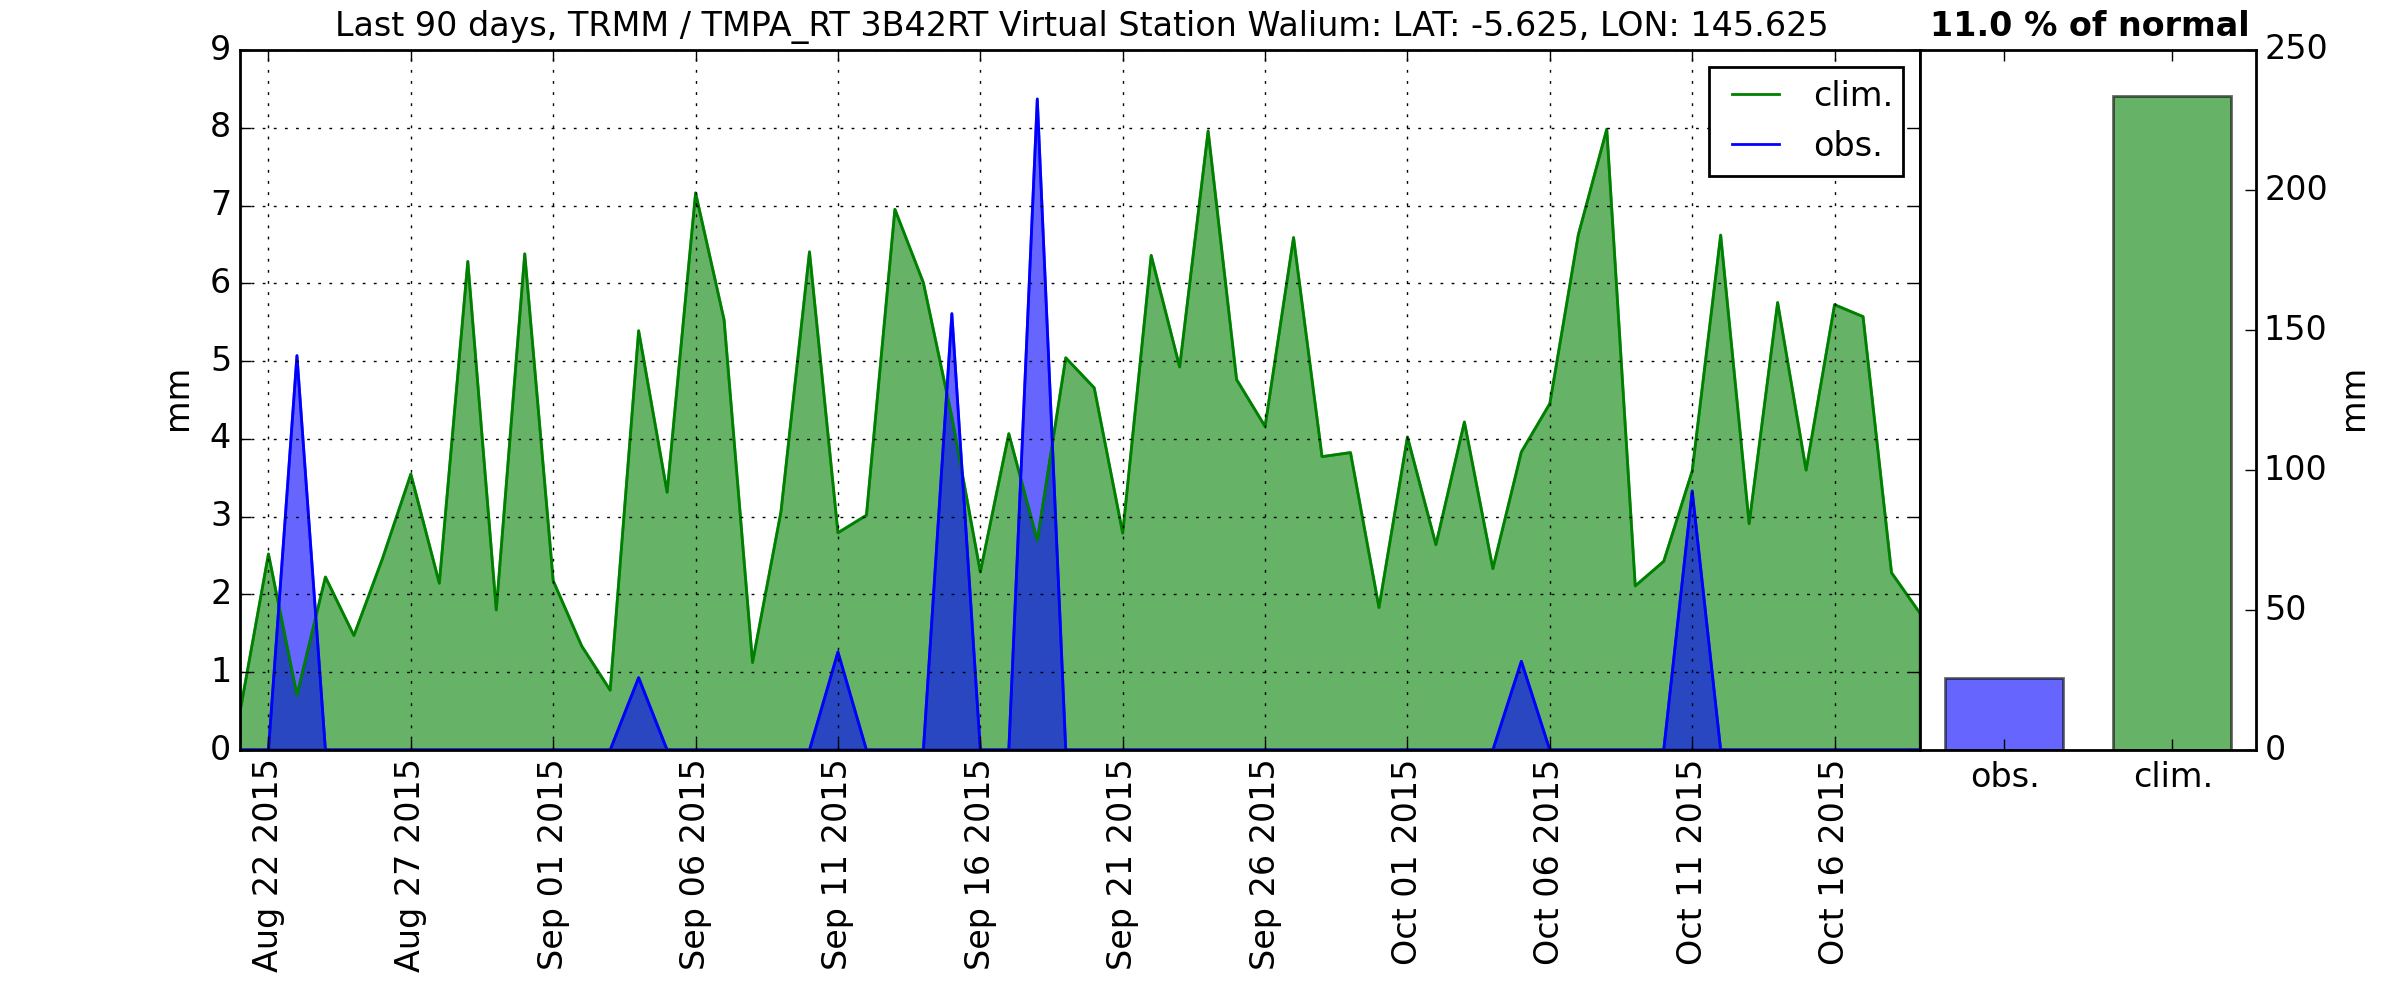 Last 90 days, TRMM / TMPA_RT 3B42RT Virtual Station Walium: LAT: -5.625, LON: 145.625
11.0 % of normal
9
8
7
6
5
4
3
2
1
0
mm
clim.
obs.
Aug 22 2015
Aug 27 2015
Sep 01 2015
Sep 06 2015
Sep 11 2015
Sep 16 2015
Sep 21 2015
Sep 26 2015
Oct 01 2015
Oct 06 2015
Oct 11 2015
Oct 16 2015
250
200
150
100
50
0
mm
obs.
clim.